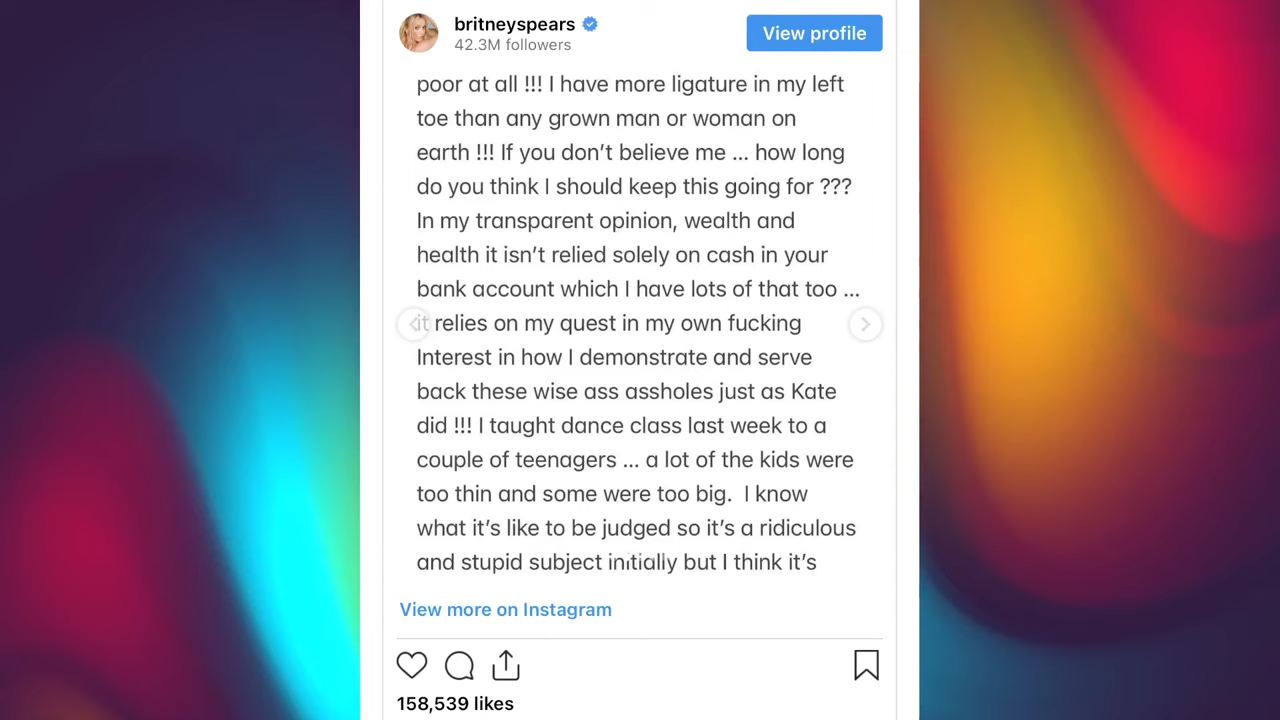 britneyspears
42.3M followers
View profile
poor at all !!! I have more ligature in my left
toe than any grown man or woman on
earth !!! If you don't believe me ... how long
do you think I should keep this going for ???
In my transparent opinion, wealth and
health it isn't relied solely on cash in your
bank account which I have lots of that too ...
it relies on my quest in my own fucking
Interest in how I demonstrate and serve
back these wise ass assholes just as Kate
did !!! I taught dance class last week to a
couple of teenagers ... a lot of the kids were
too thin and some were too big.  I know
what it's like to be judged so it's a ridiculous
and stupid subject initially but I think it's
View more on Instagram
158,539 likes